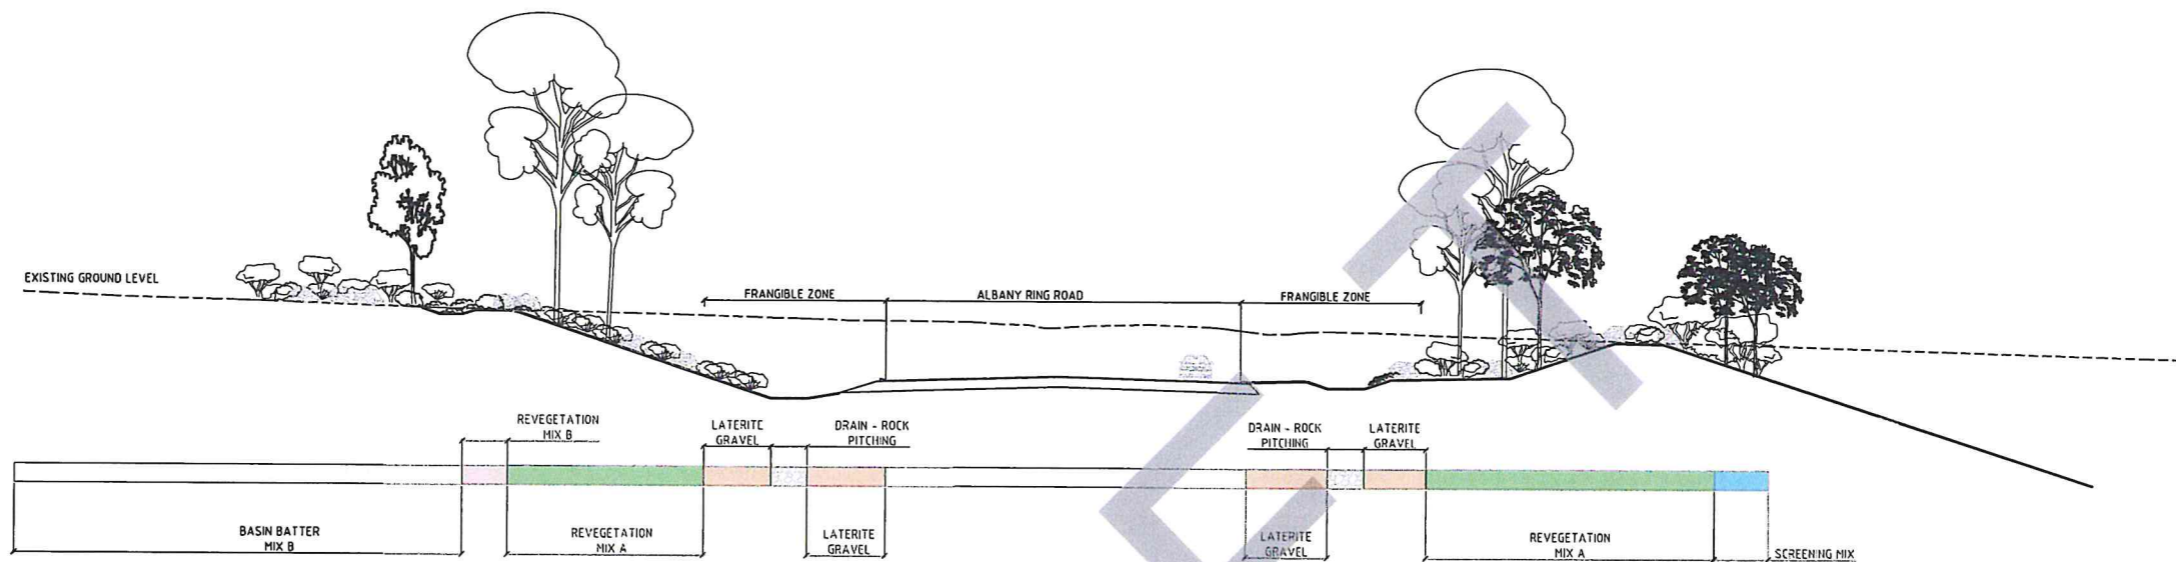 EXISTING GROUND LEVEL
FRANGIBLE ZONE
ALBANY RING ROAD
FRANGIBLE ZONE
REVEGETATION
MIX B
LATERITE
GRAVEL
DRAIN - ROCK
PITCHING
DRAIN - ROCK
PITCHING
LATERITE
GRAVEL
BASIN BATTER
MIX B
REVEGETATION
MIX A
LATERITE
GRAVEL
LATERITE
GRAVEL
REVEGETATION
MIX A
SCREENING MIX